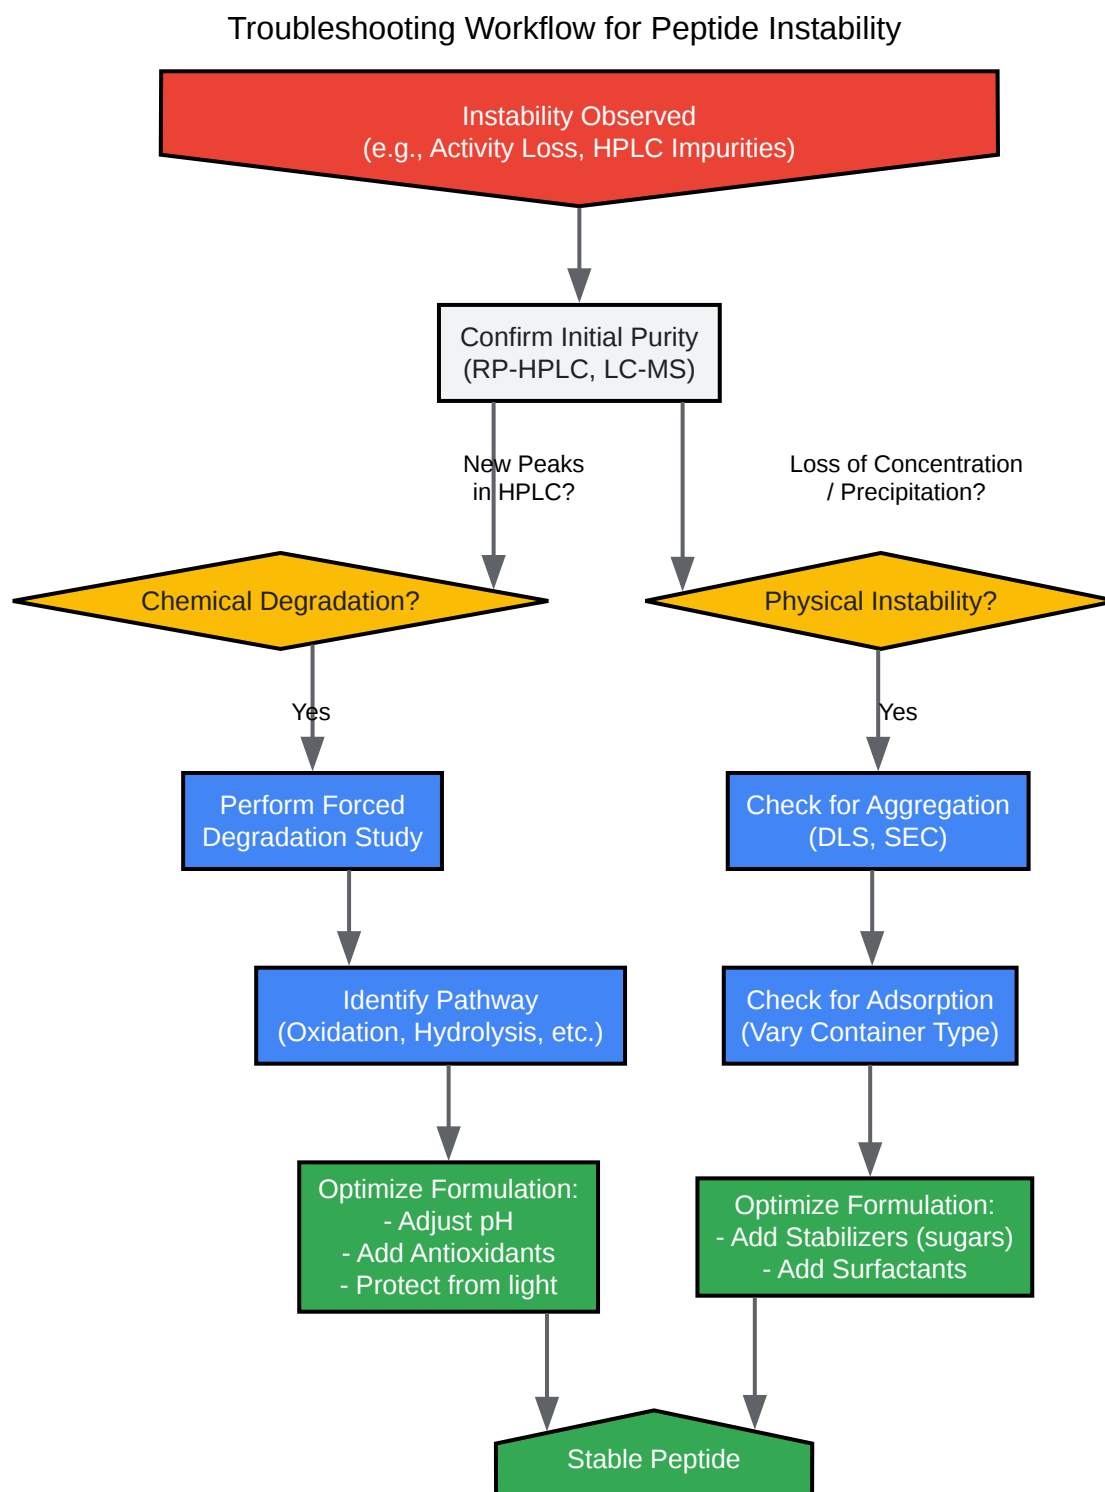 Troubleshooting Workflow for Peptide Instability
Instability Observed
(e.g., Activity Loss, HPLC Impurities)
Confirm Initial Purity
(RP-HPLC, LC-MS)
New Peaks
in HPLC?
Loss of Concentration
/ Precipitation?
Chemical Degradation?
Physical Instability?
Yes
Yes
Perform Forced
Degradation Study
Check for Aggregation
(DLS, SEC)
Identify Pathway
(Oxidation, Hydrolysis, etc.)
Check for Adsorption
(Vary Container Type)
Optimize Formulation:
- Adjust pH
- Add Antioxidants
- Protect from light
Optimize Formulation:
- Add Stabilizers (sugars)
- Add Surfactants
Stable Peptide